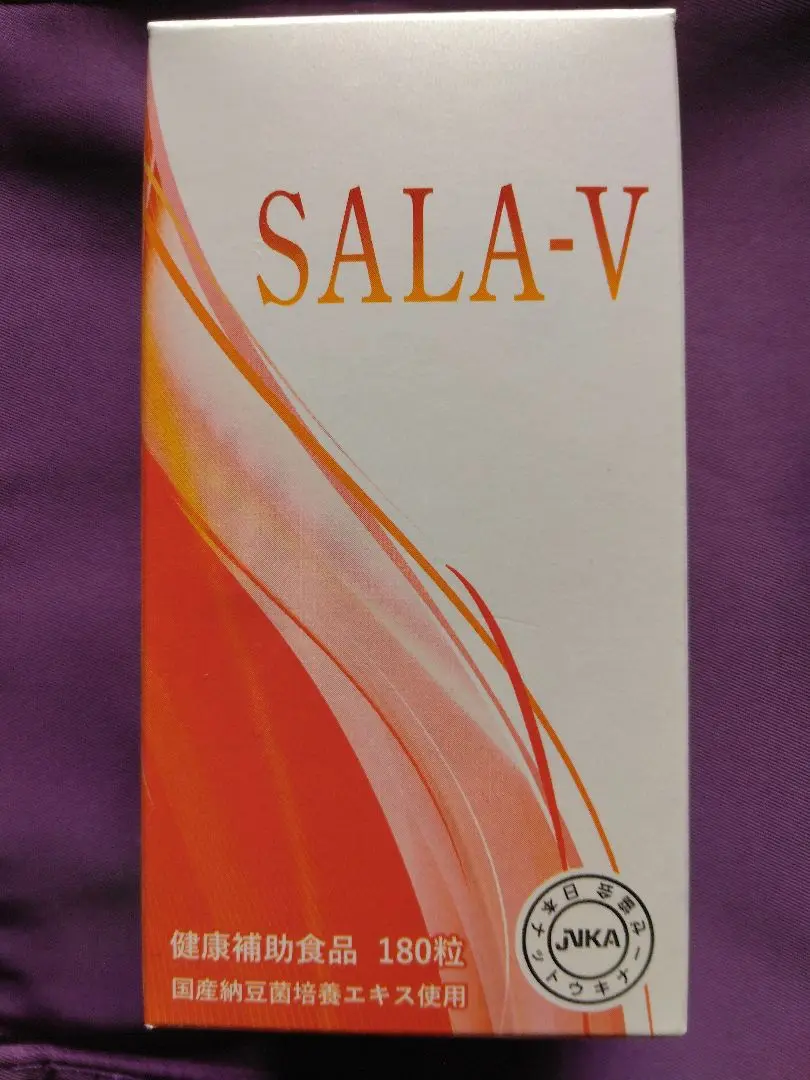 SALA-V
健康補助食品 180粒
国産納豆菌培養エキス使用
日本ナットウキナーゼ協会
JNKA